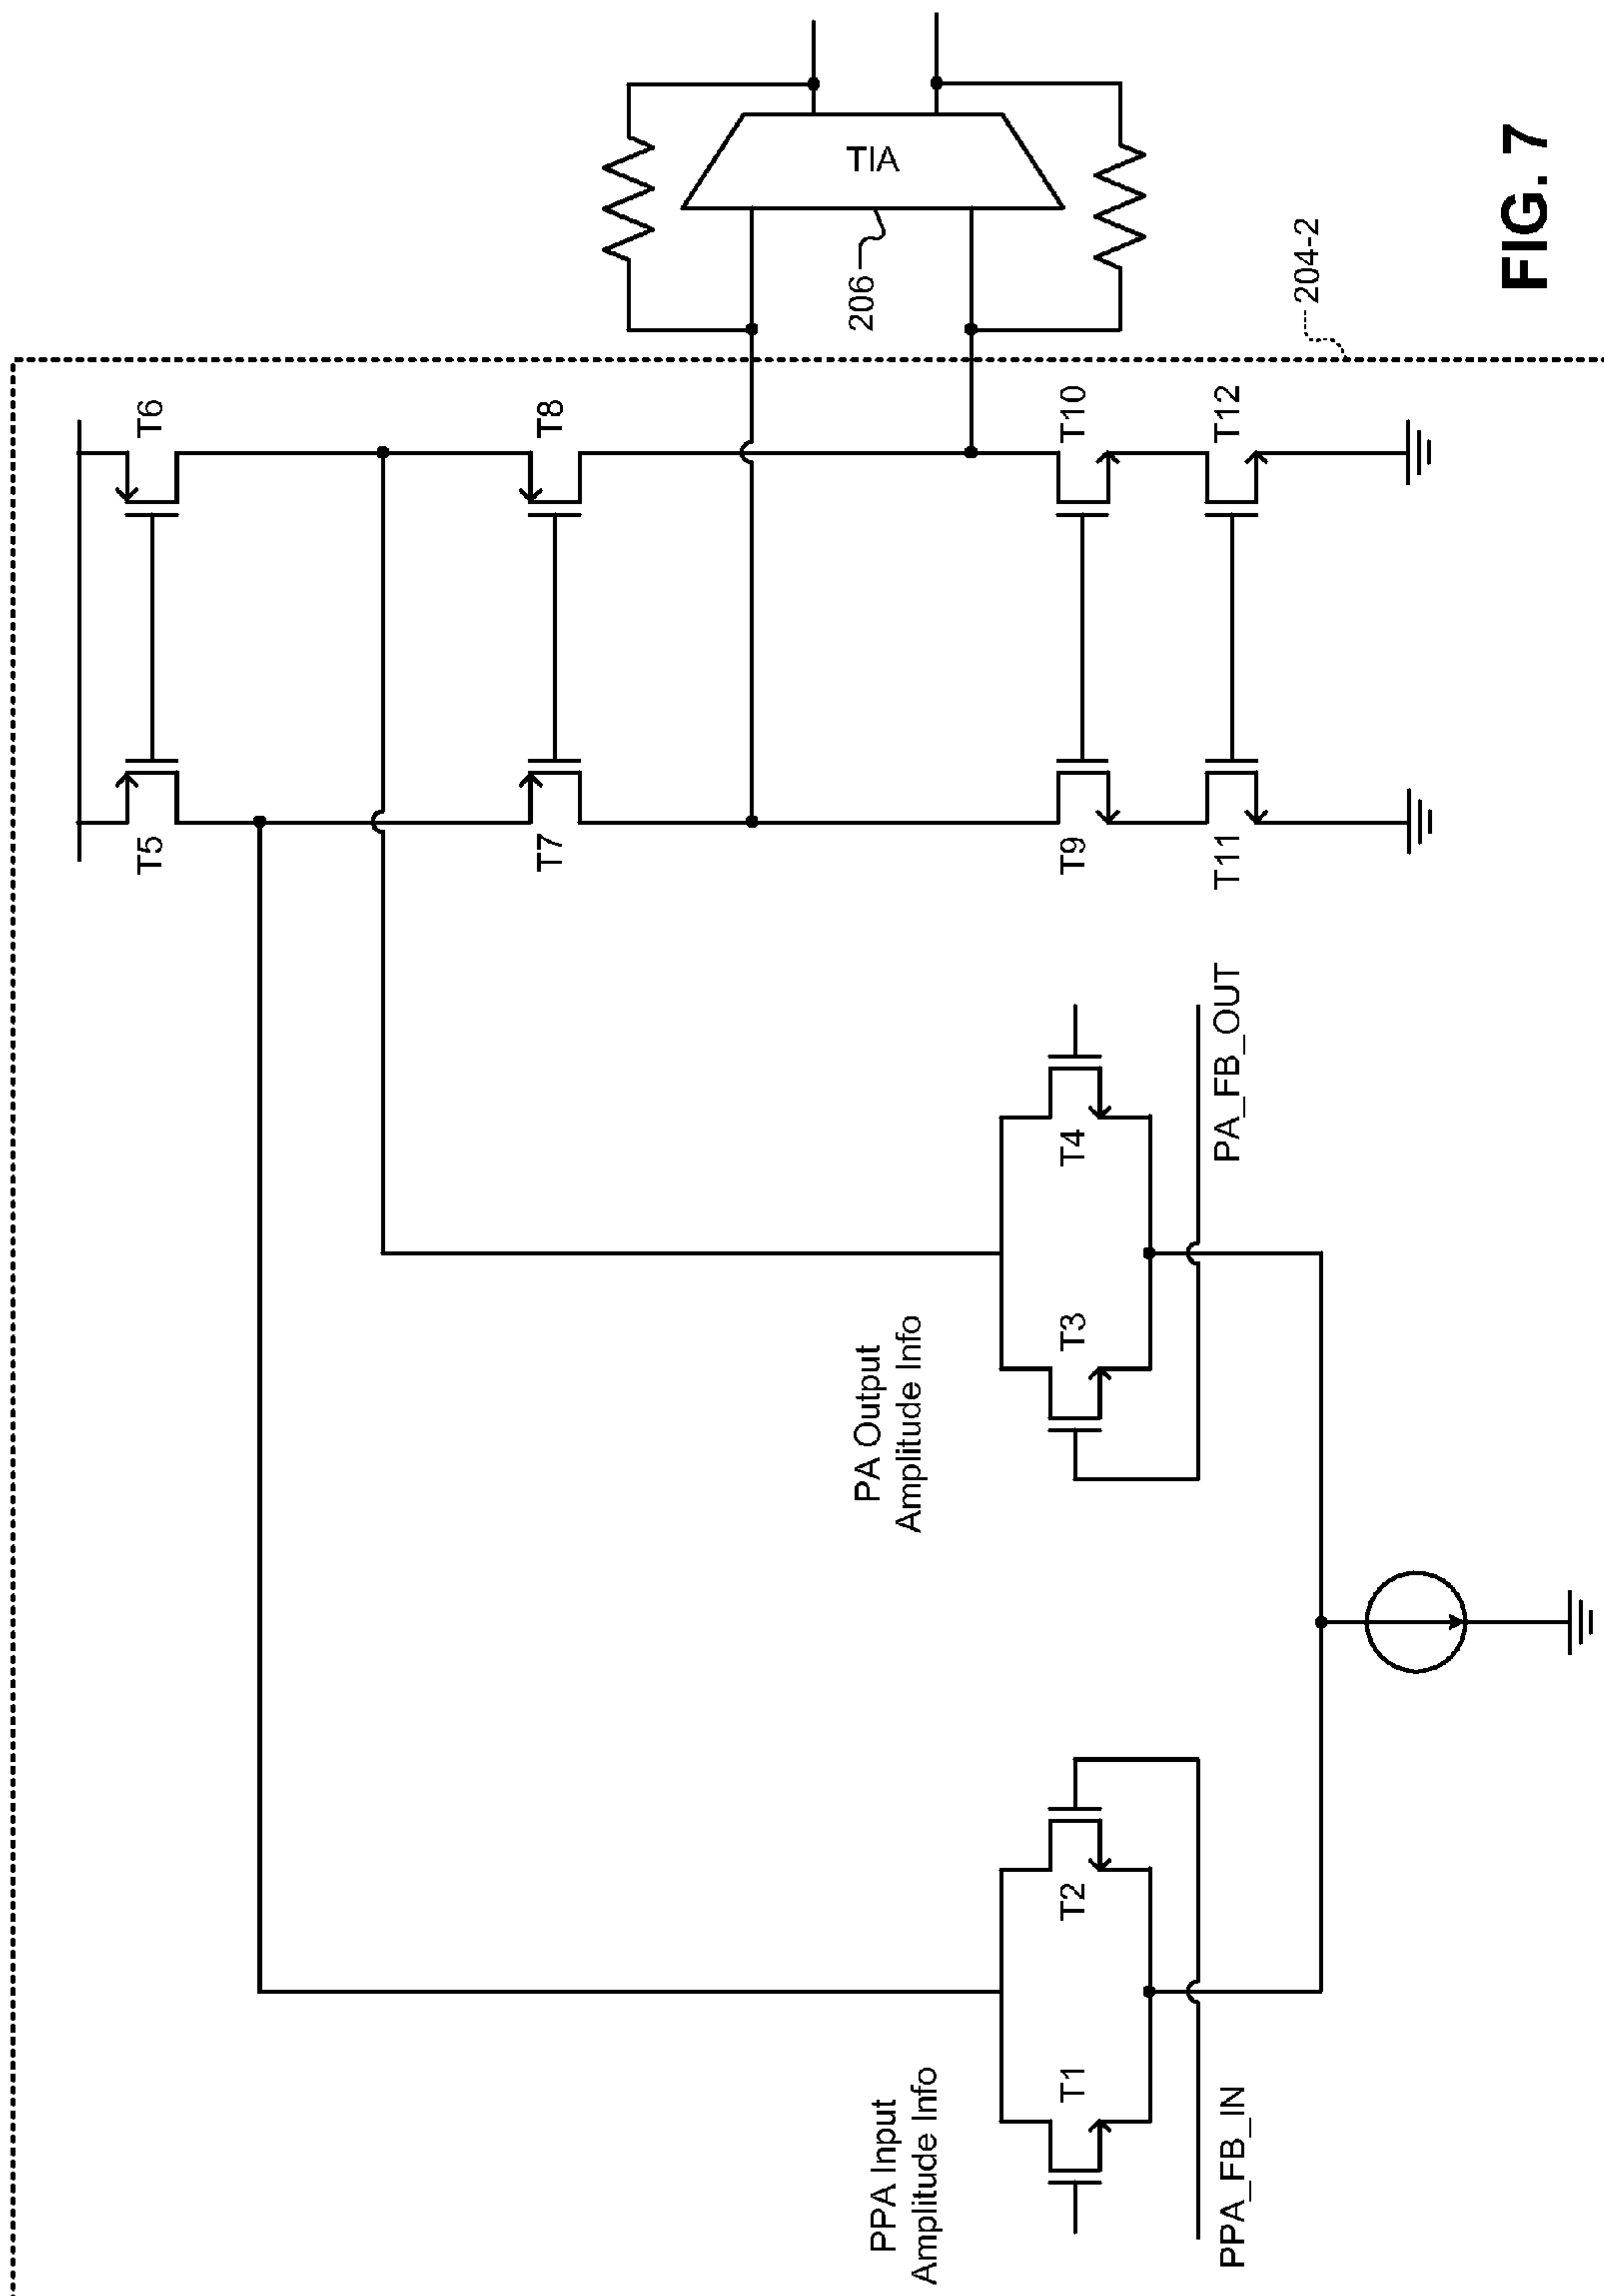 T5
T6
T7
T8
T9
T10
T11
T12
TIA
206
204-2
PPA Input
Amplitude Info
T1
T2
PPA_FB_IN
PA Output
Amplitude Info
T3
T4
PA_FB_OUT
FIG. 7